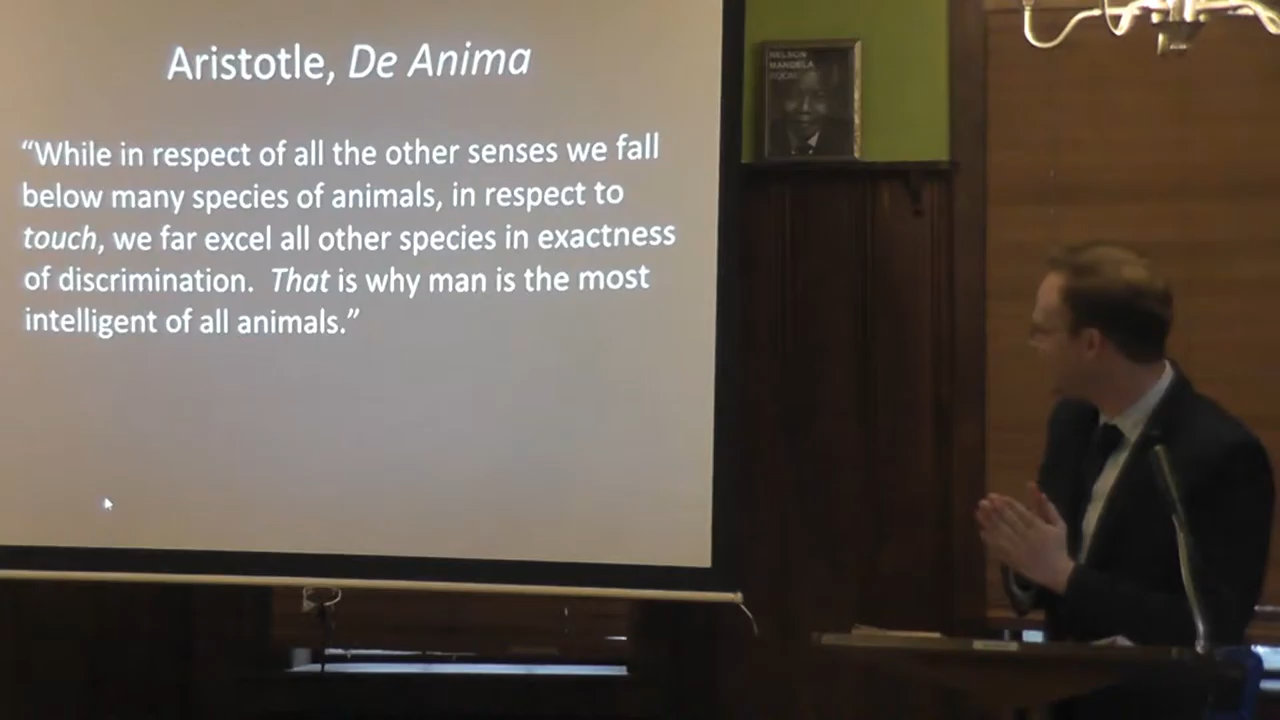 Aristotle, De Anima
“While in respect of all the other senses we fall
below many species of animals, in respect to
touch, we far excel all other species in exactness
of discrimination.  That is why man is the most
intelligent of all animals.”
NELSON
MANDELA
ROOM